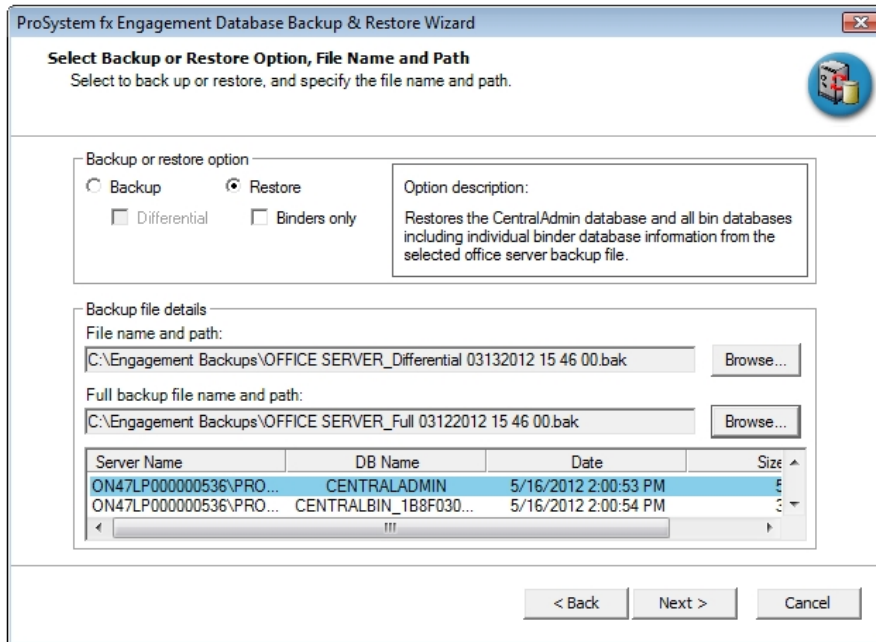 ProSystem fx Engagement Database Backup & Restore Wizard
Select Backup or Restore Option, File Name and Path
Select to back up or restore, and specify the file name and path.
Backup or restore option
Backup Restore
Differential Binders only
Option description:
Restores the CentralAdmin database and all bin databases
including individual binder database information from the
selected office server backup file.
Backup file details
File name and path:
C:\Engagement Backups\OFFICE SERVER_Differential 03132012 15 46 00.bak Browse...
Full backup file name and path:
C:\Engagement Backups\OFFICE SERVER_Full 03122012 15 46 00.bak Browse...
Server Name DB Name Date Size
ON47LP000000536\PRO... CENTRALADMIN 5/16/2012 2:00:53 PM
ON47LP000000536\PRO... CENTRALBIN_1B8F030... 5/16/2012 2:00:54 PM
< Back Next > Cancel